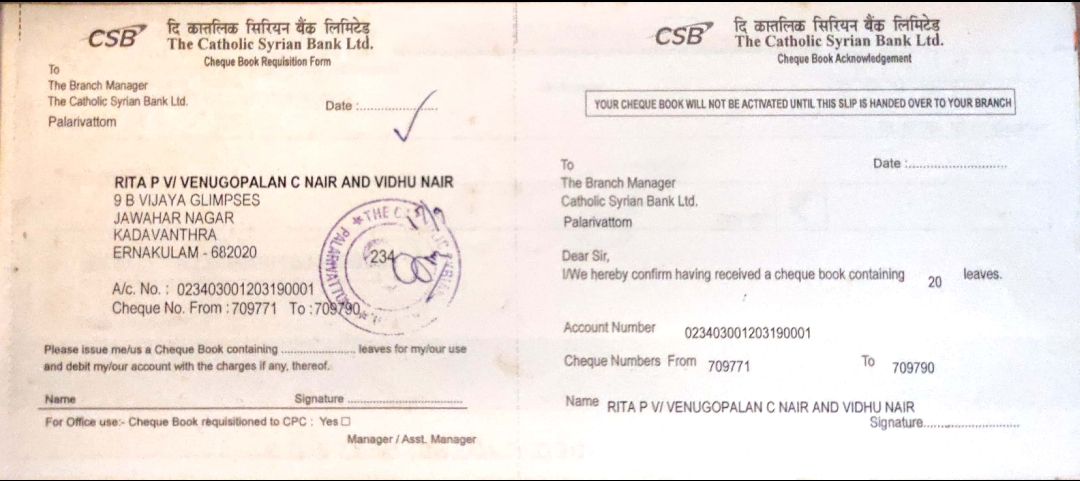 CSB
दि कातलिक सिरियन बैंक लिमिटेड
The Catholic Syrian Bank Ltd.
Cheque Book Requisition Form
To
The Branch Manager
The Catholic Syrian Bank Ltd.
Palarivattom
Date :....................
RITA P V/ VENUGOPALAN C NAIR AND VIDHU NAIR
9 B VIJAYA GLIMPSES
JAWAHAR NAGAR
KADAVANTHRA
ERNAKULAM - 682020
234
A/c. No. : 023403001203190001
Cheque No. From : 709771 To : 709790
Please issue me/us a Cheque Book containing .................... leaves for my/our use
and debit my/our account with the charges if any, thereof.
Name Signature ..............................
For Office use:- Cheque Book requisitioned to CPC : Yes ☐
Manager / Asst. Manager
CSB
दि कातलिक सिरियन बैंक लिमिटेड
The Catholic Syrian Bank Ltd.
Cheque Book Acknowledgement
YOUR CHEQUE BOOK WILL NOT BE ACTIVATED UNTIL THIS SLIP IS HANDED OVER TO YOUR BRANCH
To
Date :.........................
The Branch Manager
Catholic Syrian Bank Ltd.
Palarivattom
Dear Sir,
I/We hereby confirm having received a cheque book containing 20 leaves.
Account Number 023403001203190001
Cheque Numbers From 709771 To 709790
Name RITA P V/ VENUGOPALAN C NAIR AND VIDHU NAIR
Signature.........................